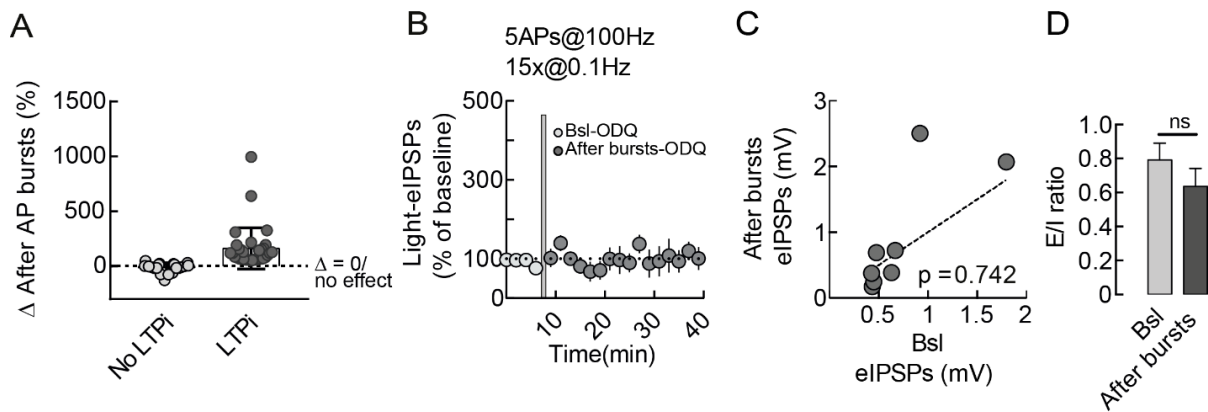 A
Δ After AP bursts (%)
1500
1000
500
0
Δ = 0/
no effect
No LTPi
LTPi
B
5APs@100Hz
15x@0.1Hz
Light-eIPSPs
(% of baseline)
500
300
100
0
Bsl-ODQ
After bursts-ODQ
10
20
30
40
Time(min)
C
After bursts
eIPSPs (mV)
3
2
1
0
p = 0.742
0.5
1
1.5
2
Bsl
eIPSPs (mV)
D
E/I ratio
1.0
0.8
0.6
0.4
0.2
0
ns
Bsl
After bursts